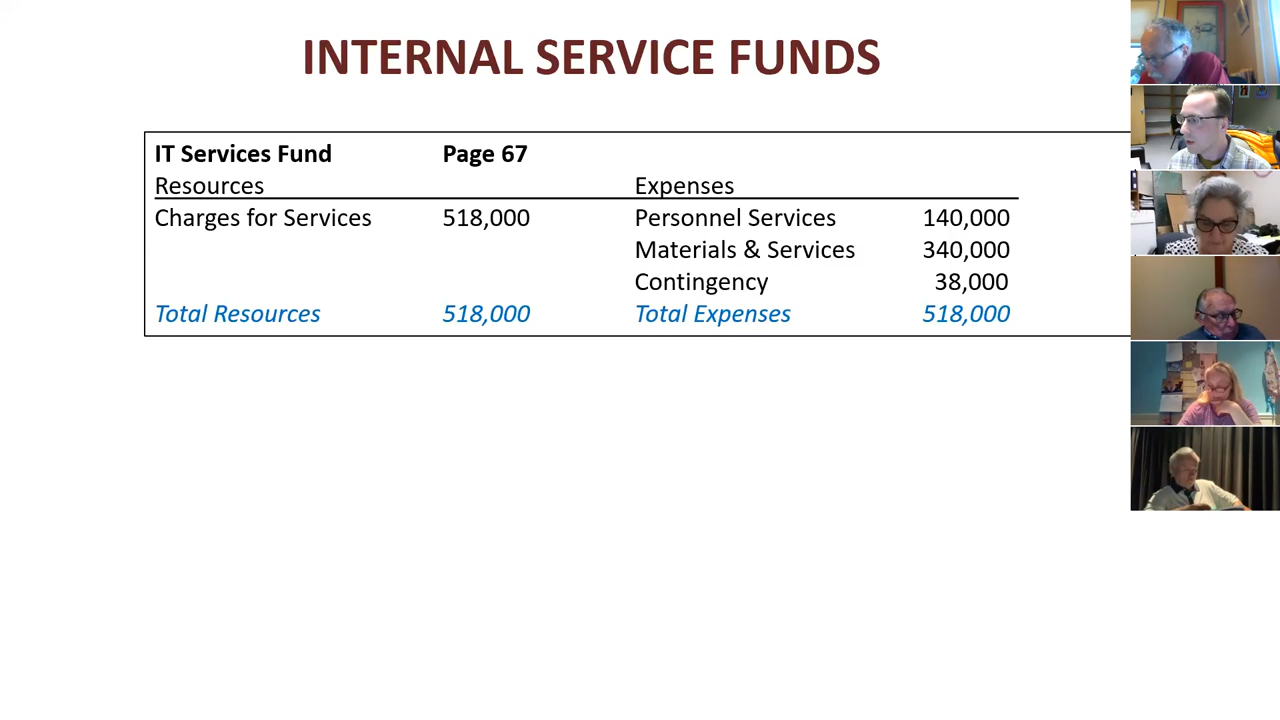 INTERNAL SERVICE FUNDS
IT Services Fund Page 67
Resources Expenses
Charges for Services 518,000 Personnel Services 140,000
Materials & Services 340,000
Contingency 38,000
Total Resources 518,000 Total Expenses 518,000